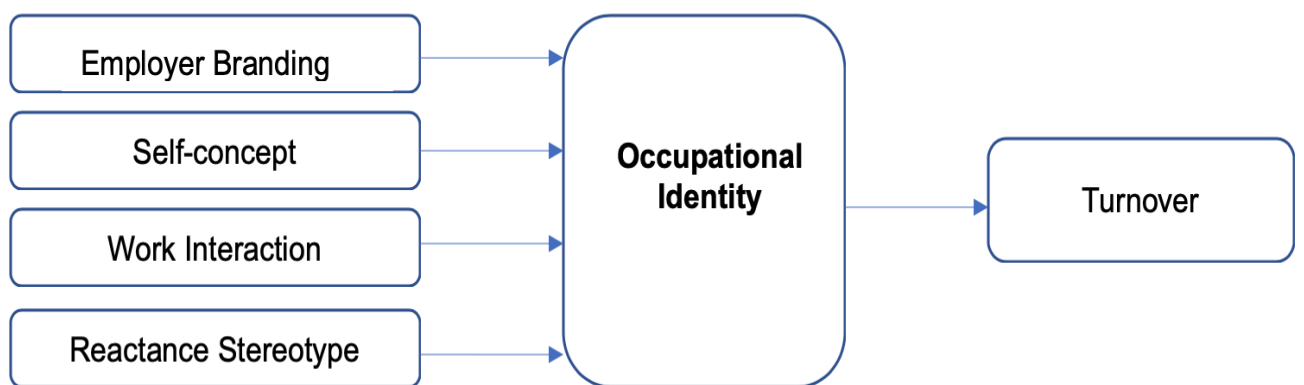 Employer Branding
Self-concept
Work Interaction
Reactance Stereotype
Occupational
Identity
Turnover